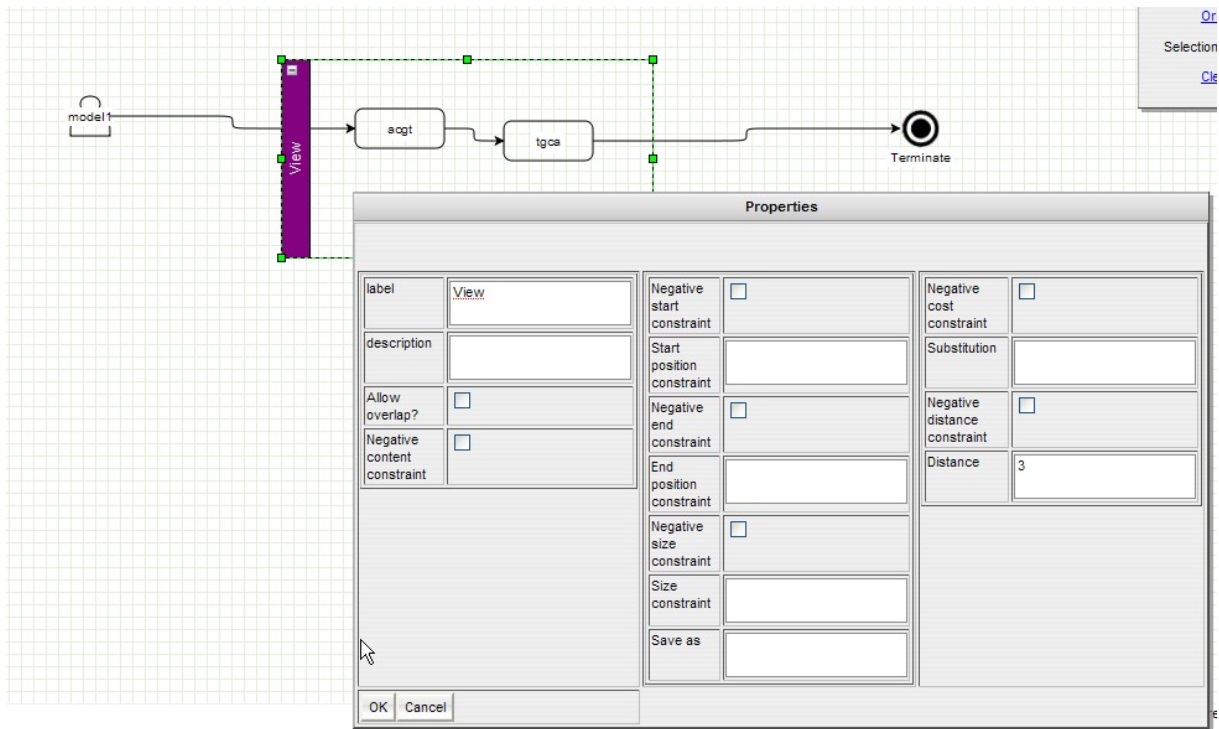 Or
Selection
Cle
model1
View
acgt
tgca
Terminate
Properties
label
View
description
Allow
overlap?
Negative
content
constraint
Negative
start
constraint
Start
position
constraint
Negative
end
constraint
End
position
constraint
Negative
size
constraint
Size
constraint
Save as
Negative
cost
constraint
Substitution
Negative
distance
constraint
Distance
3
OK
Cancel